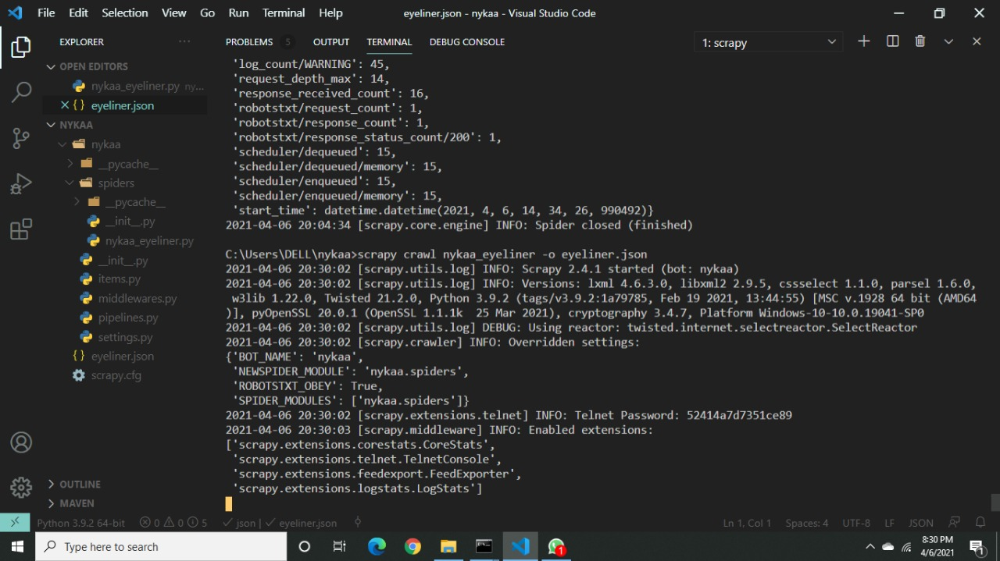 File Edit Selection View Go Run Terminal Help eyeliner.json - nykaa - Visual Studio Code
EXPLORER
OPEN EDITORS
nykaa_eyeliner.py ny...
{} eyeliner.json
NYKAA
nykaa
__pycache__
spiders
__pycache__
__init__.py
nykaa_eyeliner.py
__init__.py
items.py
middlewares.py
pipelines.py
settings.py
{} eyeliner.json
scrapy.cfg
OUTLINE
MAVEN
PROBLEMS 5 OUTPUT TERMINAL DEBUG CONSOLE 1: scrapy
'log_count/WARNING': 45,
'request_depth_max': 14,
'response_received_count': 16,
'robotstxt/request_count': 1,
'robotstxt/response_count': 1,
'robotstxt/response_status_count/200': 1,
'scheduler/dequeued': 15,
'scheduler/dequeued/memory': 15,
'scheduler/enqueued': 15,
'scheduler/enqueued/memory': 15,
'start_time': datetime.datetime(2021, 4, 6, 14, 34, 26, 990492)}
2021-04-06 20:04:34 [scrapy.core.engine] INFO: Spider closed (finished)
C:\Users\DELL\nykaa>scrapy crawl nykaa_eyeliner -o eyeliner.json
2021-04-06 20:30:02 [scrapy.utils.log] INFO: Scrapy 2.4.1 started (bot: nykaa)
2021-04-06 20:30:02 [scrapy.utils.log] INFO: Versions: lxml 4.6.3.0, libxml2 2.9.5, cssselect 1.1.0, parsel 1.6.0,
w3lib 1.22.0, Twisted 21.2.0, Python 3.9.2 (tags/v3.9.2:1a79785, Feb 19 2021, 13:44:55) [MSC v.1928 64 bit (AMD64
)], pyOpenSSL 20.0.1 (OpenSSL 1.1.1k  25 Mar 2021), cryptography 3.4.7, Platform Windows-10-10.0.19041-SP0
2021-04-06 20:30:02 [scrapy.utils.log] DEBUG: Using reactor: twisted.internet.selectreactor.SelectReactor
2021-04-06 20:30:02 [scrapy.crawler] INFO: Overridden settings:
{'BOT_NAME': 'nykaa',
'NEWSPIDER_MODULE': 'nykaa.spiders',
'ROBOTSTXT_OBEY': True,
'SPIDER_MODULES': ['nykaa.spiders']}
2021-04-06 20:30:02 [scrapy.extensions.telnet] INFO: Telnet Password: 52414a7d7351ce89
2021-04-06 20:30:03 [scrapy.middleware] INFO: Enabled extensions:
['scrapy.extensions.corestats.CoreStats',
'scrapy.extensions.telnet.TelnetConsole',
'scrapy.extensions.feedexport.FeedExporter',
'scrapy.extensions.logstats.LogStats']
Python 3.9.2 64-bit 0 0 5 json | eyeliner.json Ln 1, Col 1 Spaces: 4 UTF-8 LF JSON
Type here to search
1
8:30 PM
4/6/2021
1